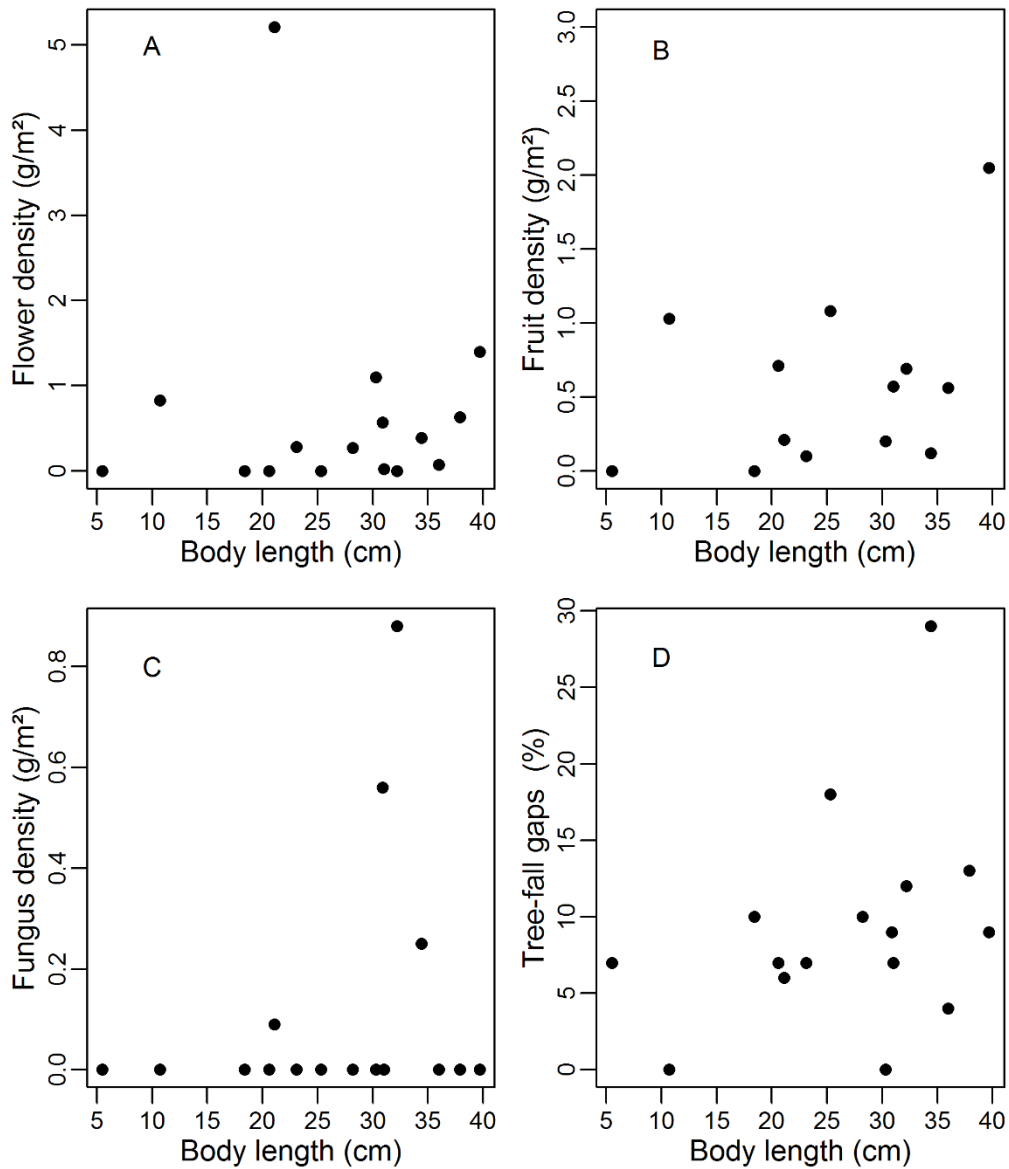 A
Flower density (g/m²)
0 1 2 3 4 5
5 10 15 20 25 30 35 40
Body length (cm)
B
Fruit density (g/m²)
0.0 0.5 1.0 1.5 2.0 2.5 3.0
5 10 15 20 25 30 35 40
Body length (cm)
C
Fungus density (g/m²)
0.0 0.2 0.4 0.6 0.8
5 10 15 20 25 30 35 40
Body length (cm)
D
Tree-fall gaps (%)
0 5 10 15 20 25 30
5 10 15 20 25 30 35 40
Body length (cm)